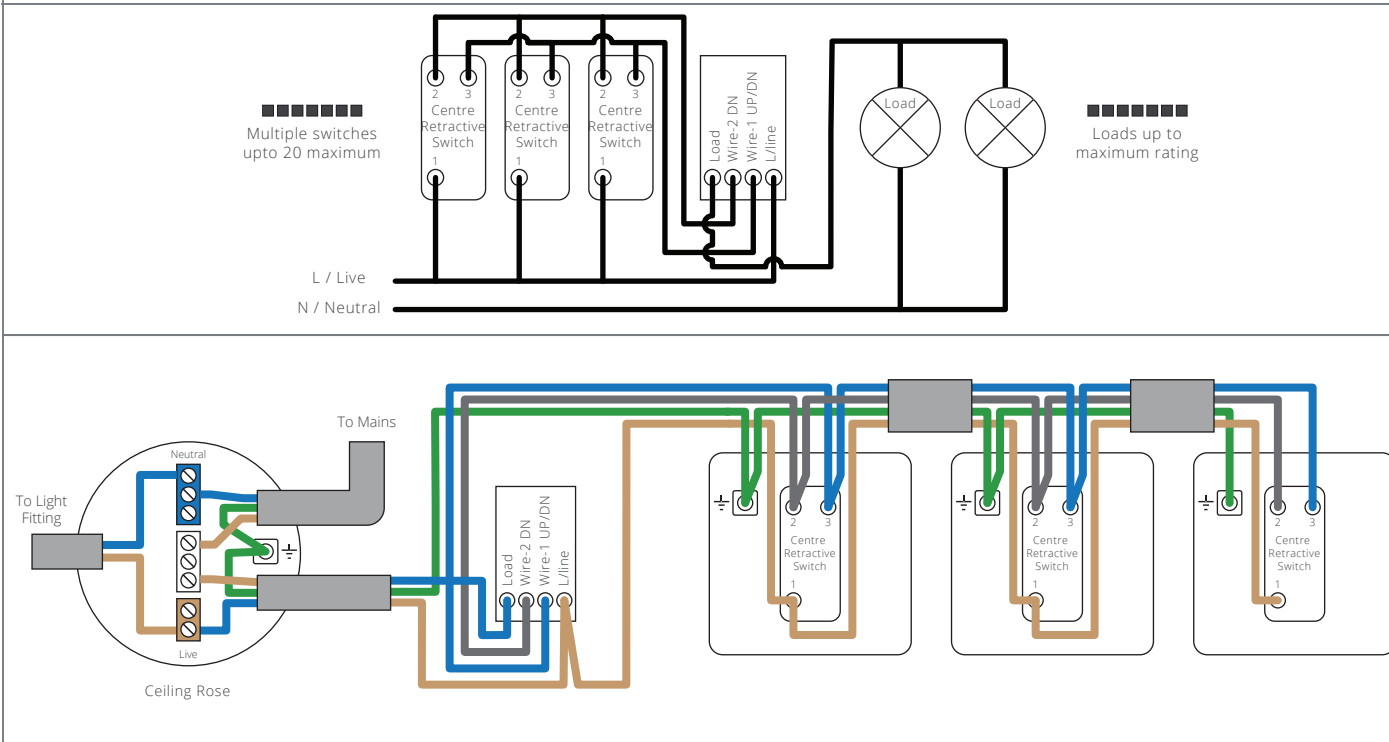 2
3
Centre
Retractive
Switch
1
2
3
Centre
Retractive
Switch
1
2
3
Centre
Retractive
Switch
1
Multiple switches
upto 20 maximum
Load
Wire-2 DN
Wire-1 UP/DN
L/line
Load
Load
Loads up to
maximum rating
L / Live
N / Neutral
To Mains
Neutral
To Light
Fitting
Live
Ceiling Rose
Load
Wire-2 DN
Wire-1 UP/DN
L/line
2
3
Centre
Retractive
Switch
1
2
3
Centre
Retractive
Switch
1
2
3
Centre
Retractive
Switch
1